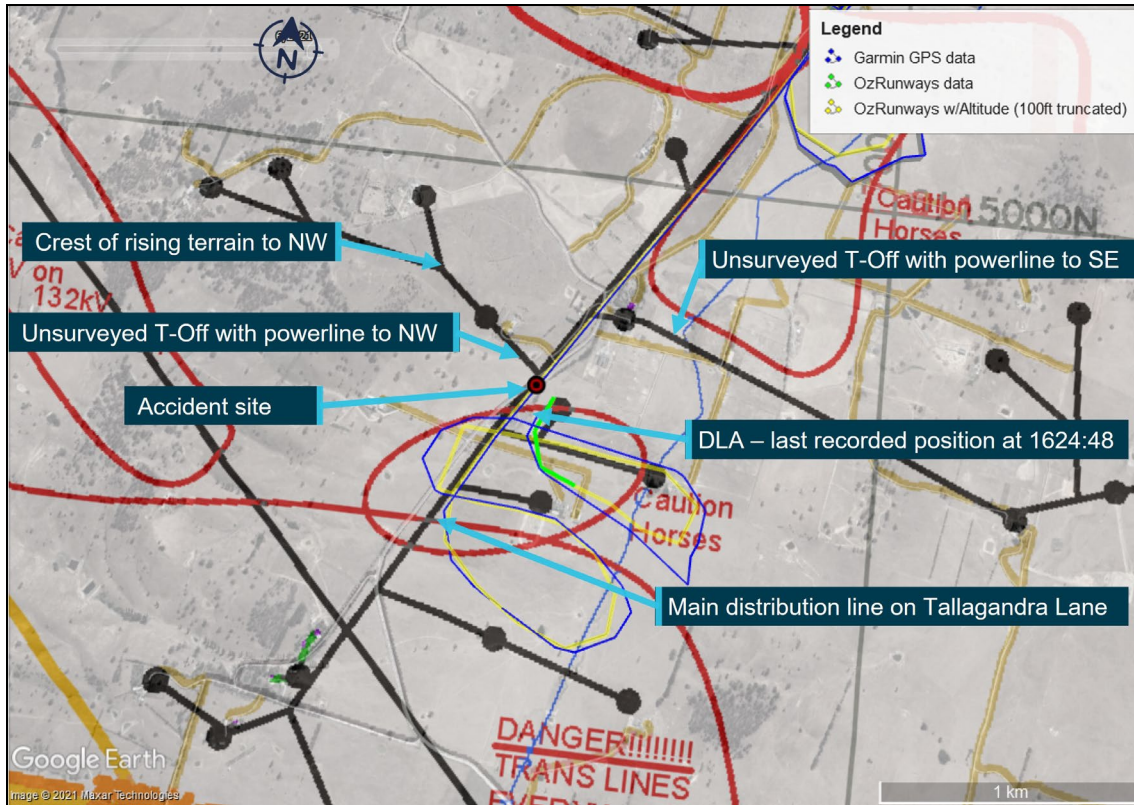 N
Legend
Garmin GPS data
OzRunways data
OzRunways w/Altitude (100ft truncated)
5000N
Caution
Horses
Crest of rising terrain to NW
Unsurveyed T-Off with powerline to SE
on
132kV
Unsurveyed T-Off with powerline to NW
Accident site
DLA – last recorded position at 1624:48
Caution
Horses
Main distribution line on Tallagandra Lane
DANGER!!!!!!!!
TRANS LINES
Google Earth
Image © 2021 Maxar Technologies
1 km